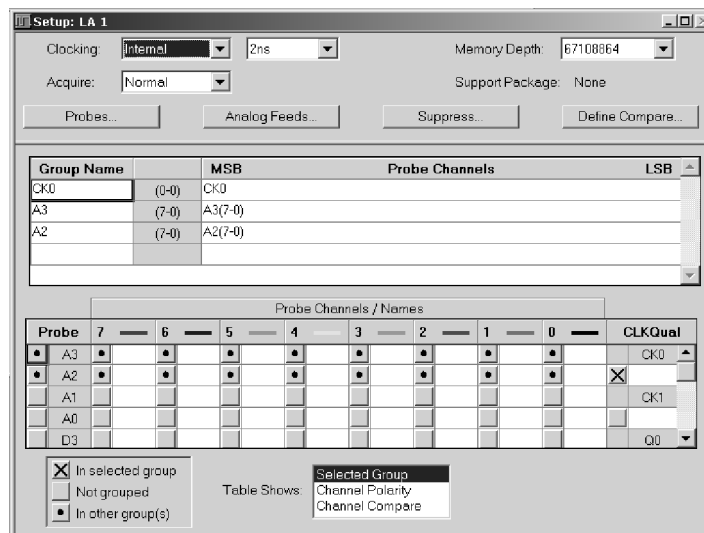 Setup: LA 1
Clocking: Internal 2ns Memory Depth: 67108864
Acquire: Normal Support Package: None
Probes... Analog Feeds... Suppress... Define Compare...
Group Name MSB Probe Channels LSB
CK0 (0-0) CK0
A3 (7-0) A3(7-0)
A2 (7-0) A2(7-0)
Probe Channels / Names
Probe 7 6 5 4 3 2 1 0 CLKQual
A3 CK0
A2
A1 CK1
A0
D3 Q0
In selected group
Not grouped
In other group(s)
Table Shows:
Selected Group
Channel Polarity
Channel Compare